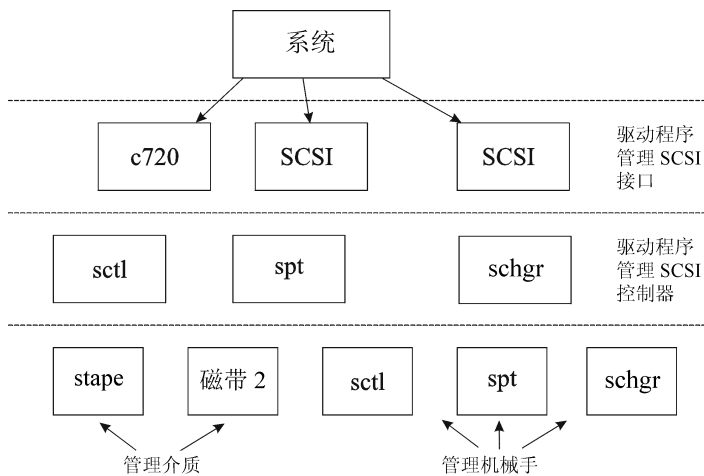 系统
c720
SCSI
SCSI
驱动程序
管理 SCSI
接口
sctl
spt
schgr
驱动程序
管理 SCSI
控制器
stape
磁带 2
sctl
spt
schgr
管理介质
管理机械手